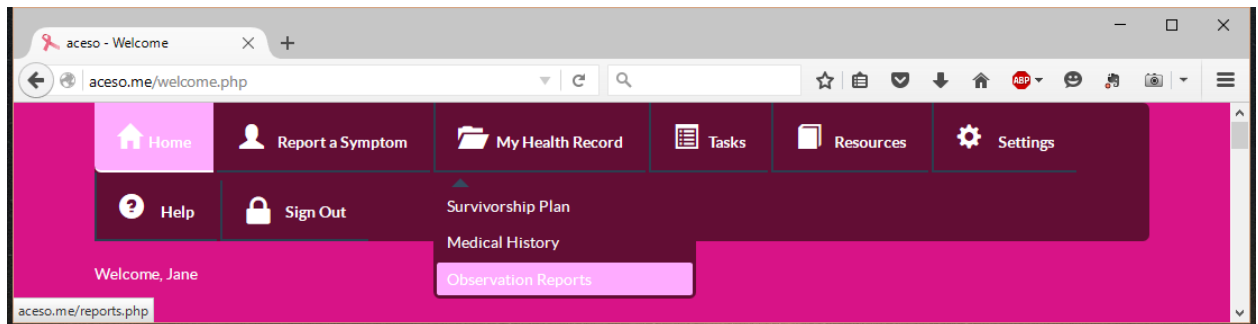 aceso - Welcome
aceso.me/welcome.php
ABP
Home Report a Symptom My Health Record Tasks Resources Settings
Help Sign Out
Survivorship Plan
Medical History
Observation Reports
Welcome, Jane
aceso.me/reports.php